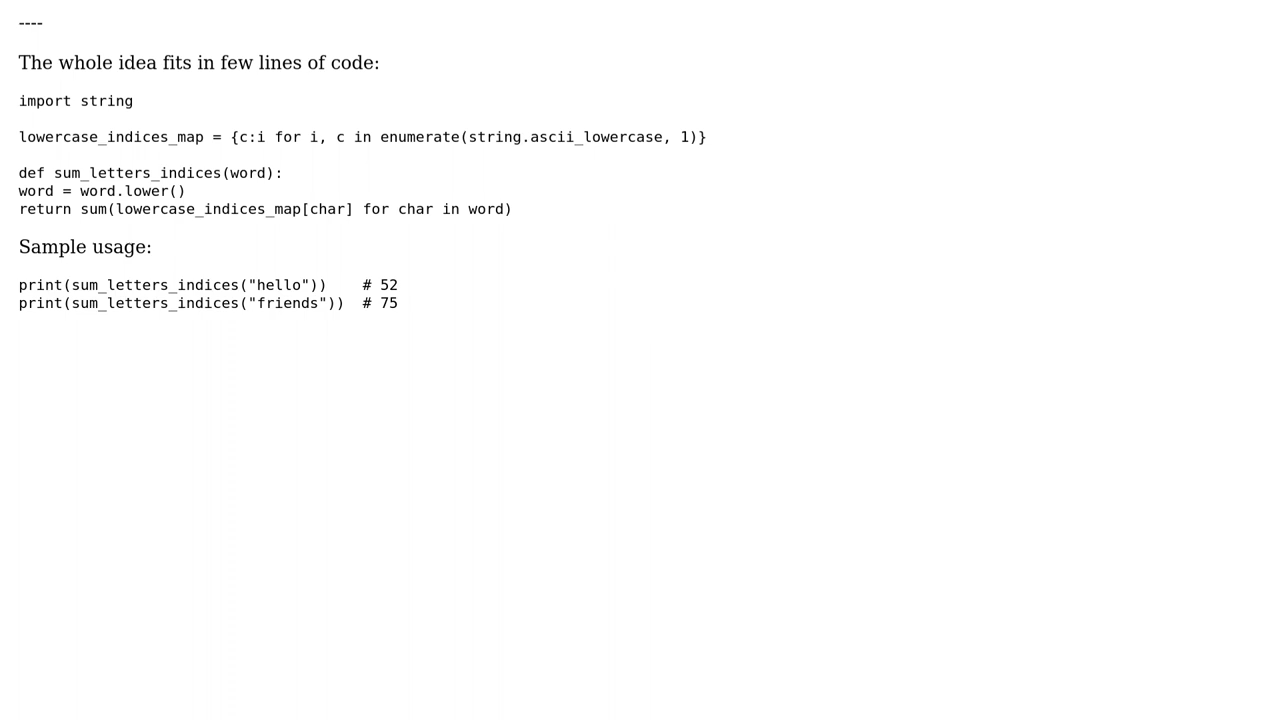 ----
The whole idea fits in few lines of code:
import string
lowercase_indices_map = {c:i for i, c in enumerate(string.ascii_lowercase, 1)}
def sum_letters_indices(word):
word = word.lower()
return sum(lowercase_indices_map[char] for char in word)
Sample usage:
print(sum_letters_indices("hello"))    # 52
print(sum_letters_indices("friends"))  # 75